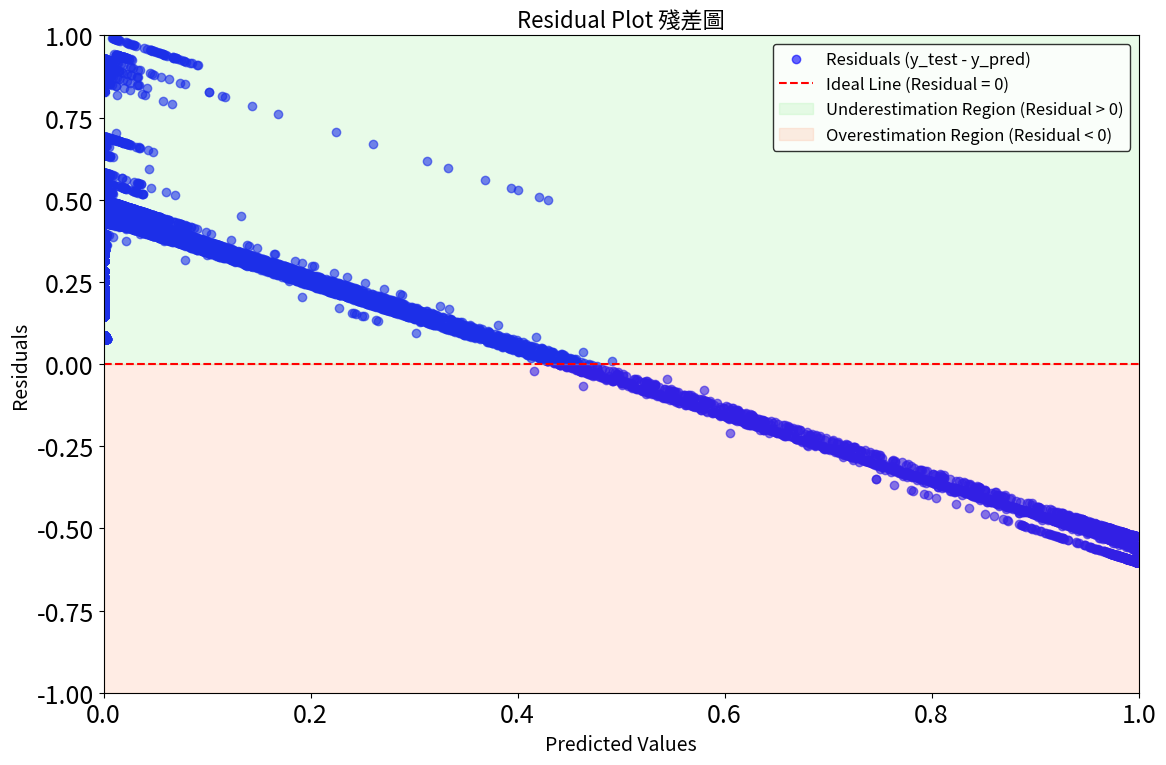 Residual Plot 殘差圖
Residuals (y_test - y_pred)
Ideal Line (Residual = 0)
Underestimation Region (Residual > 0)
Overestimation Region (Residual < 0)
1.00
0.75
0.50
0.25
0.00
-0.25
-0.50
-0.75
-1.00
Residuals
0.0 0.2 0.4 0.6 0.8 1.0
Predicted Values